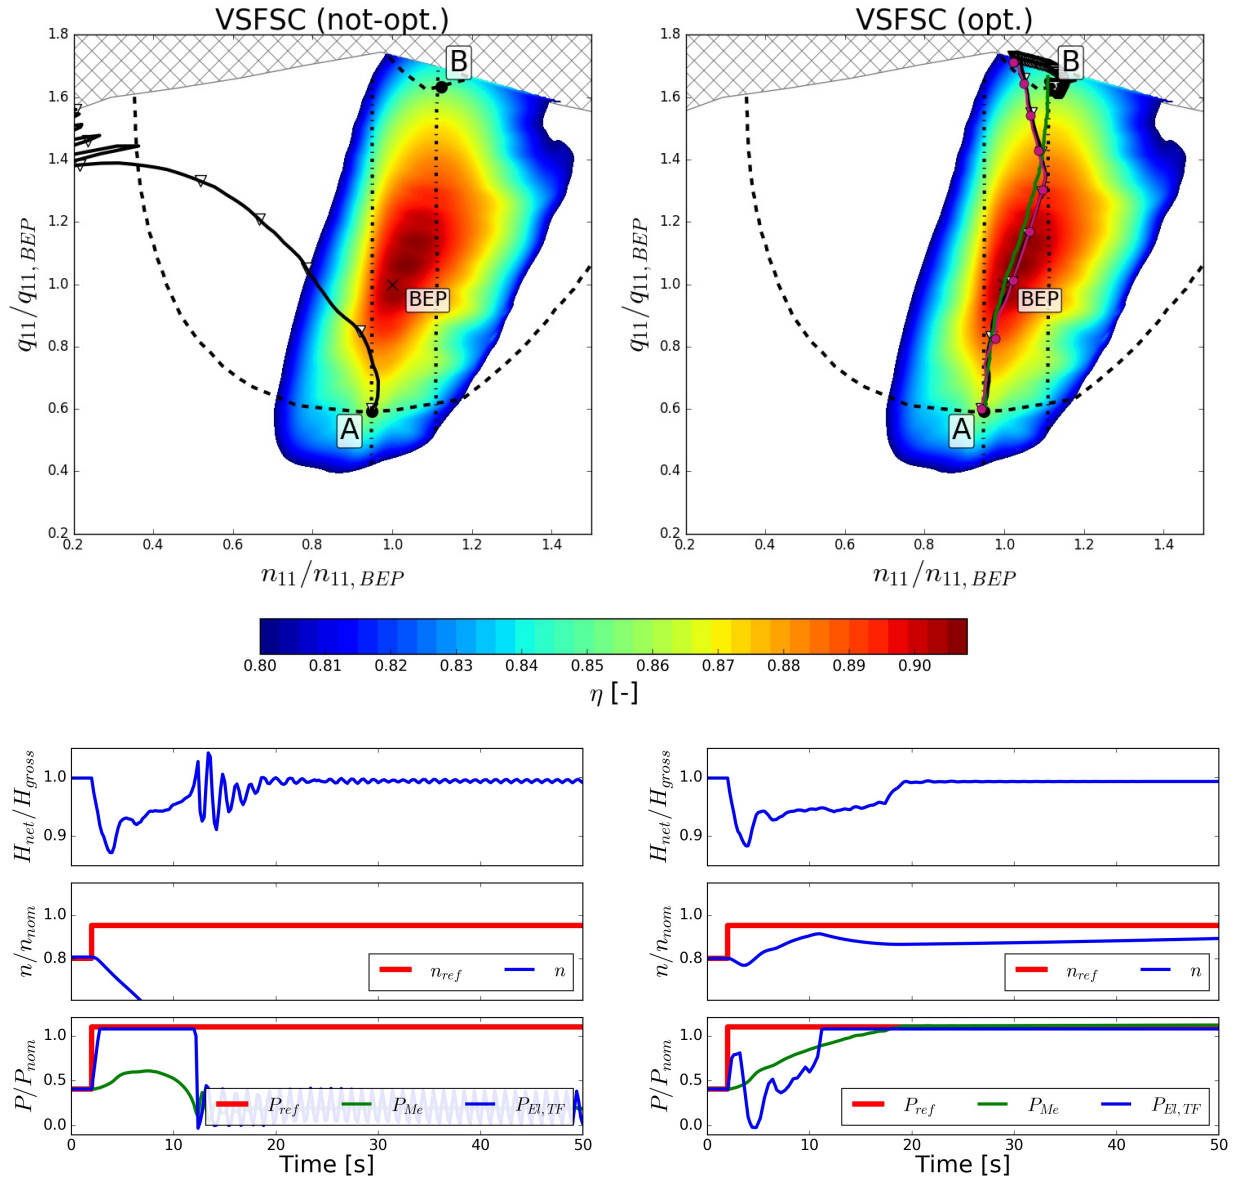 VSFSC (not-opt.)
VSFSC (opt.)
1.8
1.6
1.4
1.2
1.0
0.8
0.6
0.4
0.2
q11/q11,BEP
B
BEP
A
0.2 0.4 0.6 0.8 1.0 1.2 1.4
n11/n11,BEP
1.8
1.6
1.4
1.2
1.0
0.8
0.6
0.4
0.2
q11/q11,BEP
B
BEP
A
0.2 0.4 0.6 0.8 1.0 1.2 1.4
n11/n11,BEP
0.80 0.81 0.82 0.83 0.84 0.85 0.86 0.87 0.88 0.89 0.90
η [-]
Hnet/Hgross
1.0
0.9
Hnet/Hgross
1.0
0.9
n/nnom
1.0
0.8
nref n
n/nnom
1.0
0.8
nref n
P/Pnom
1.0
0.5
0.0
Pref PMe PEl,TF
0 10 20 30 40 50
Time [s]
P/Pnom
1.0
0.5
0.0
Pref PMe PEl,TF
0 10 20 30 40 50
Time [s]